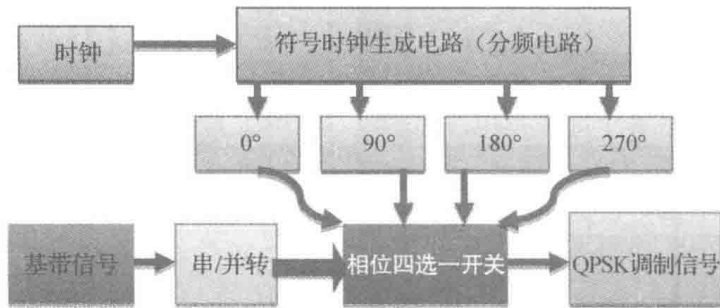 时钟
符号时钟生成电路（分频电路）
0°
90°
180°
270°
基带信号
串/并转
相位四选一开关
QPSK调制信号